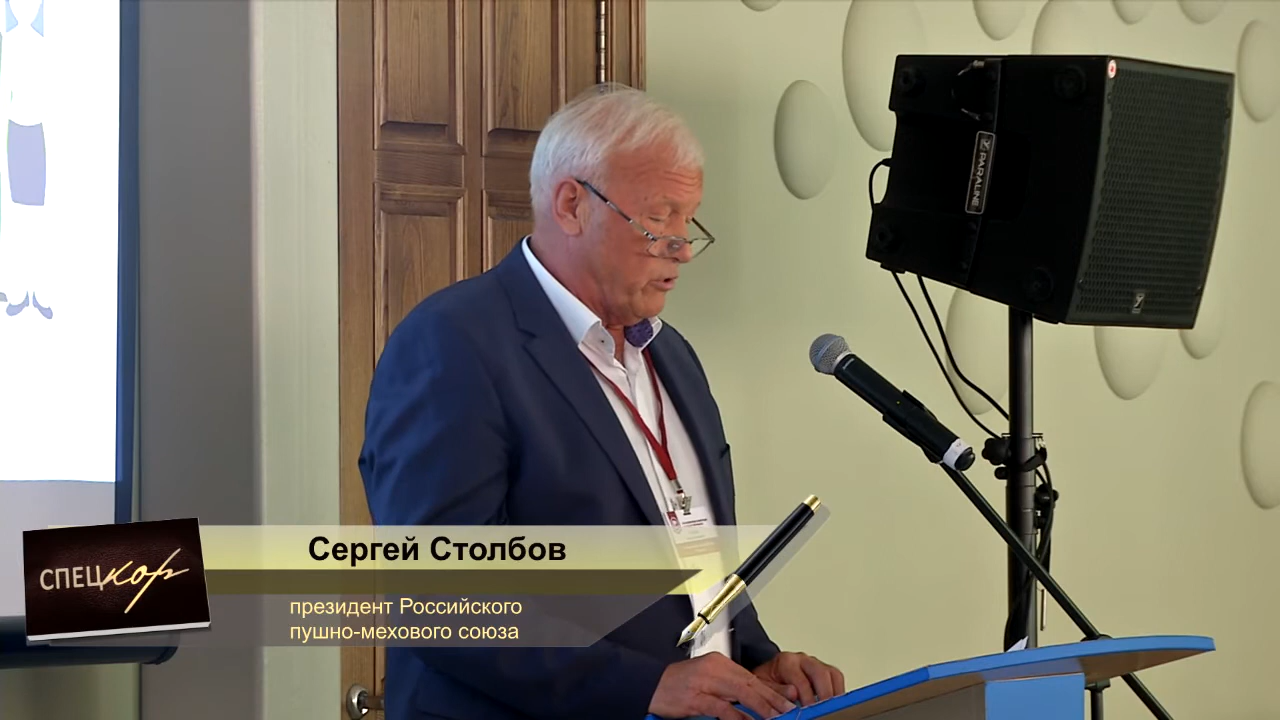 PARALINE
Сергей Столбов
СПЕЦкор
президент Российского
пушно-мехового союза